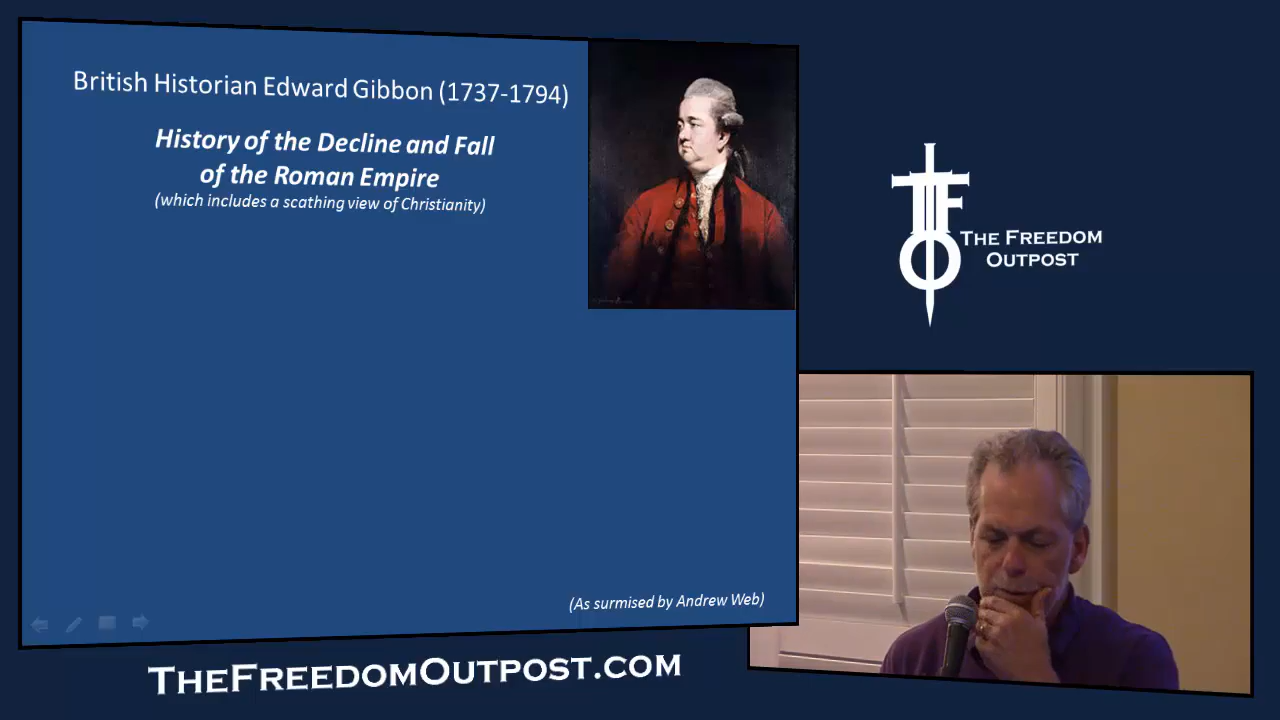 British Historian Edward Gibbon (1737-1794)
History of the Decline and Fall
of the Roman Empire
(which includes a scathing view of Christianity)
(As surmised by Andrew Web)
TFO
The Freedom
Outpost
TheFreedomOutpost.com